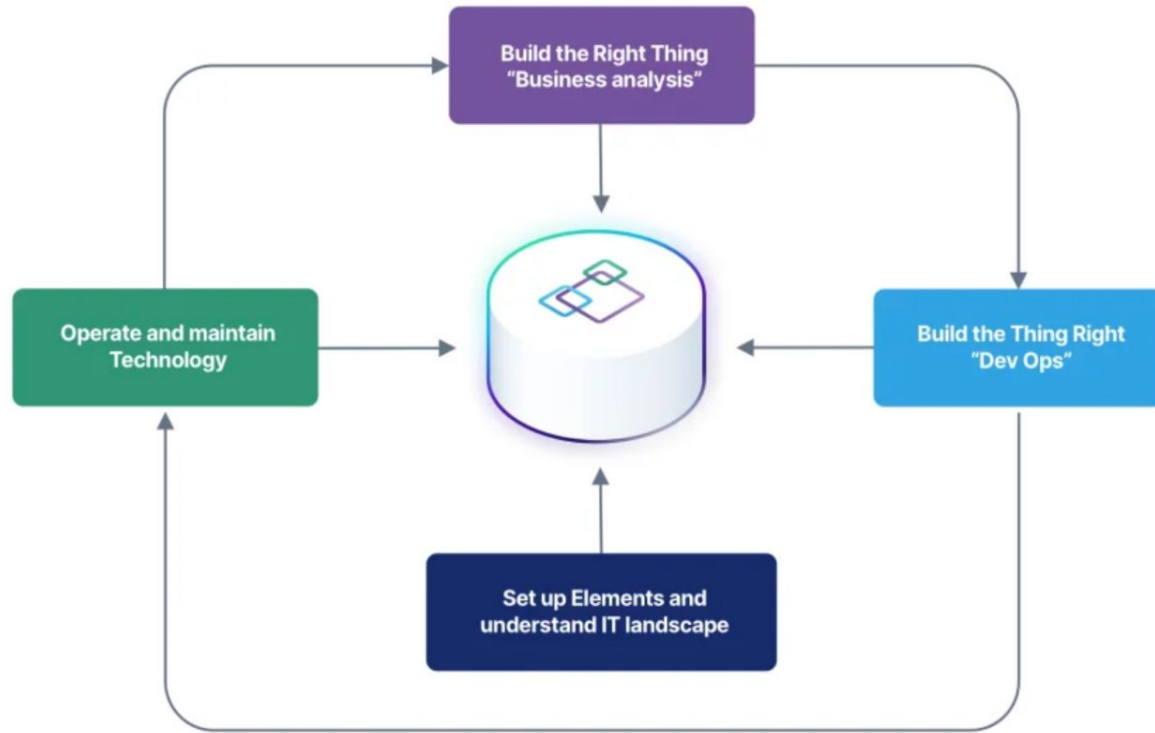 Build the Right Thing
“Business analysis”
Operate and maintain
Technology
Build the Thing Right
“Dev Ops“
Set up Elements and
understand IT landscape